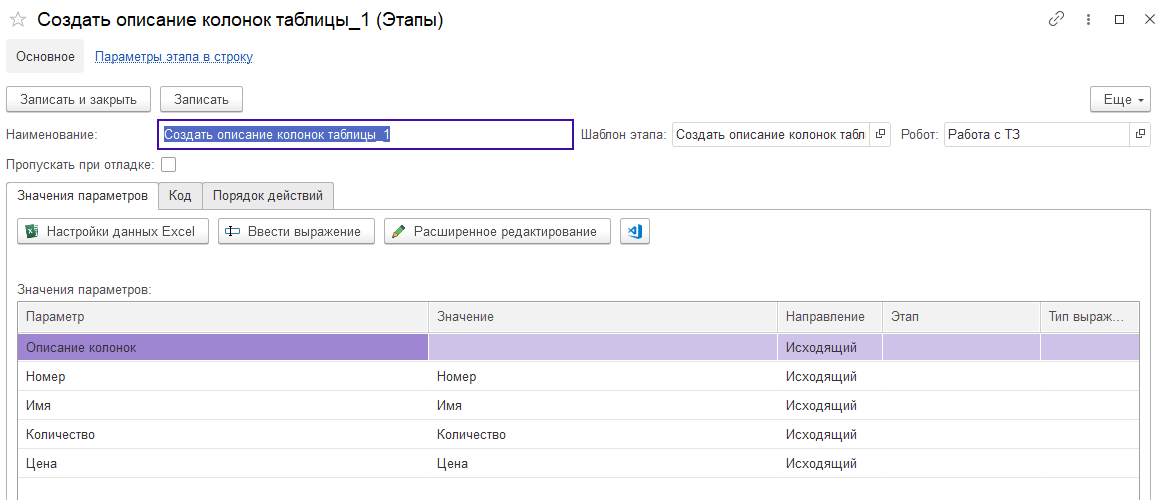 Создать описание колонок таблицы_1 (Этапы)
Основное Параметры этапа в строку
Записать и закрыть Записать Еще
Наименование: Создать описание колонок таблицы_1 Шаблон этапа: Создать описание колонок табл Робот: Работа с ТЗ
Пропускать при отладке:
Значения параметров Код Порядок действий
Настройки данных Excel Ввести выражение Расширенное редактирование
Значения параметров:
Параметр Значение Направление Этап Тип выраж...
Описание колонок Исходящий
Номер Номер Исходящий
Имя Имя Исходящий
Количество Количество Исходящий
Цена Цена Исходящий